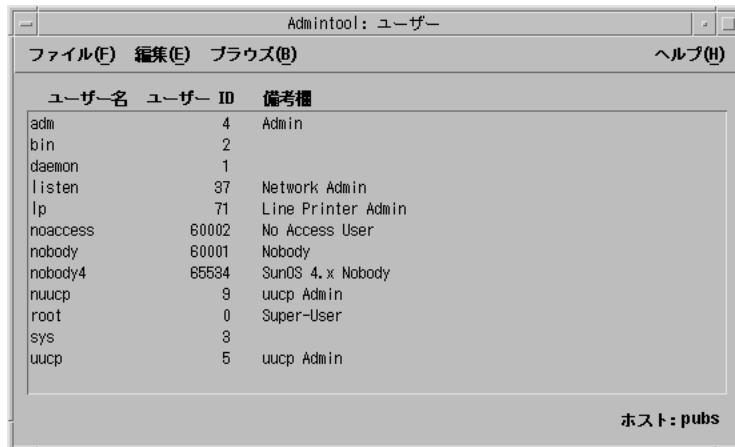 Admintool: ユーザー
ファイル(F) 編集(E) ブラウズ(B) ヘルプ(H)
ユーザー名 ユーザー ID 備考欄
adm 4 Admin
bin 2
daemon 1
listen 37 Network Admin
lp 71 Line Printer Admin
noaccess 60002 No Access User
nobody 60001 Nobody
nobody4 65534 SunOS 4.x Nobody
nuucp 9 uucp Admin
root 0 Super-User
sys 3
uucp 5 uucp Admin
ホスト: pubs